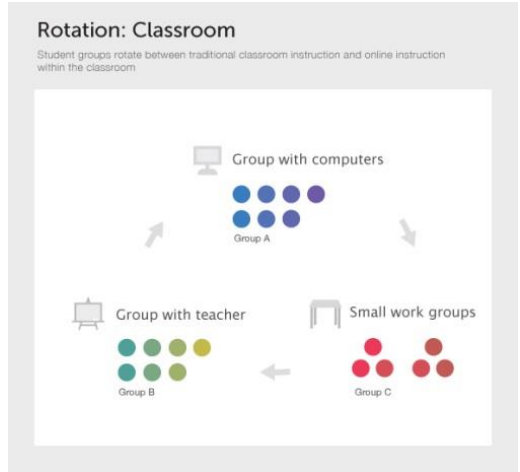 Rotation: Classroom
Student groups rotate between traditional classroom instruction and online instruction
within the classroom
Group with computers
Group A
Group with teacher
Group B
Small work groups
Group C